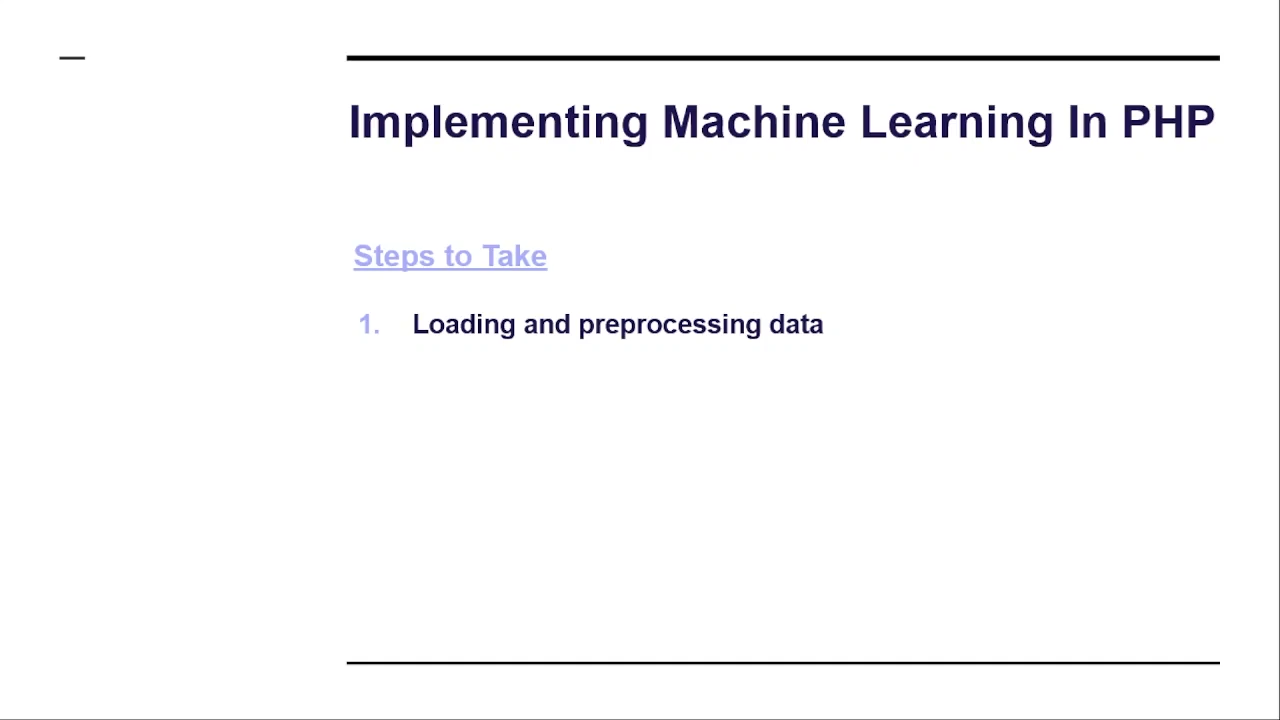 Implementing Machine Learning In PHP
Steps to Take
1. Loading and preprocessing data